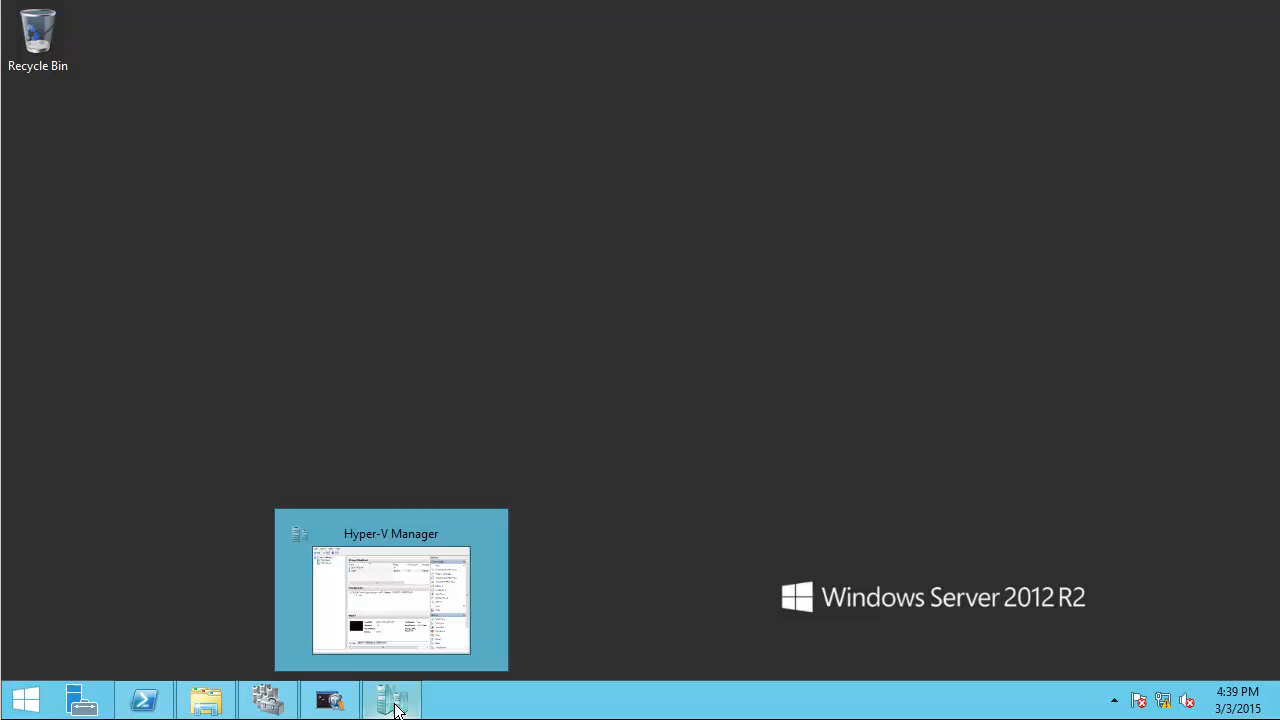 Recycle Bin
Hyper-V Manager
Windows Server 2012 R2
4:39 PM
3/3/2015